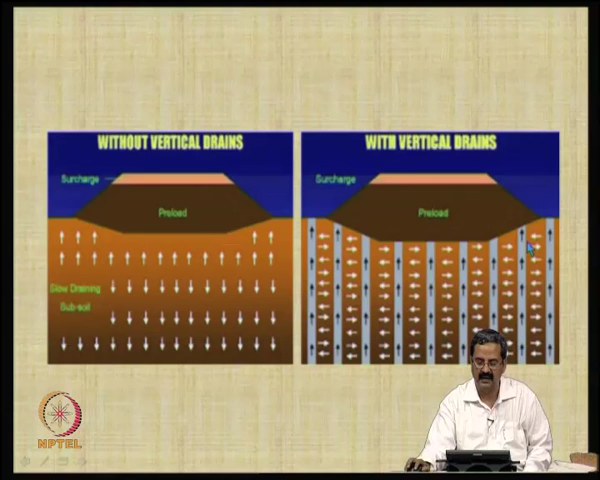 WITHOUT VERTICAL DRAINS
Surcharge
Preload
Slow Draining
Sub-soil
WITH VERTICAL DRAINS
Surcharge
Preload
NPTEL